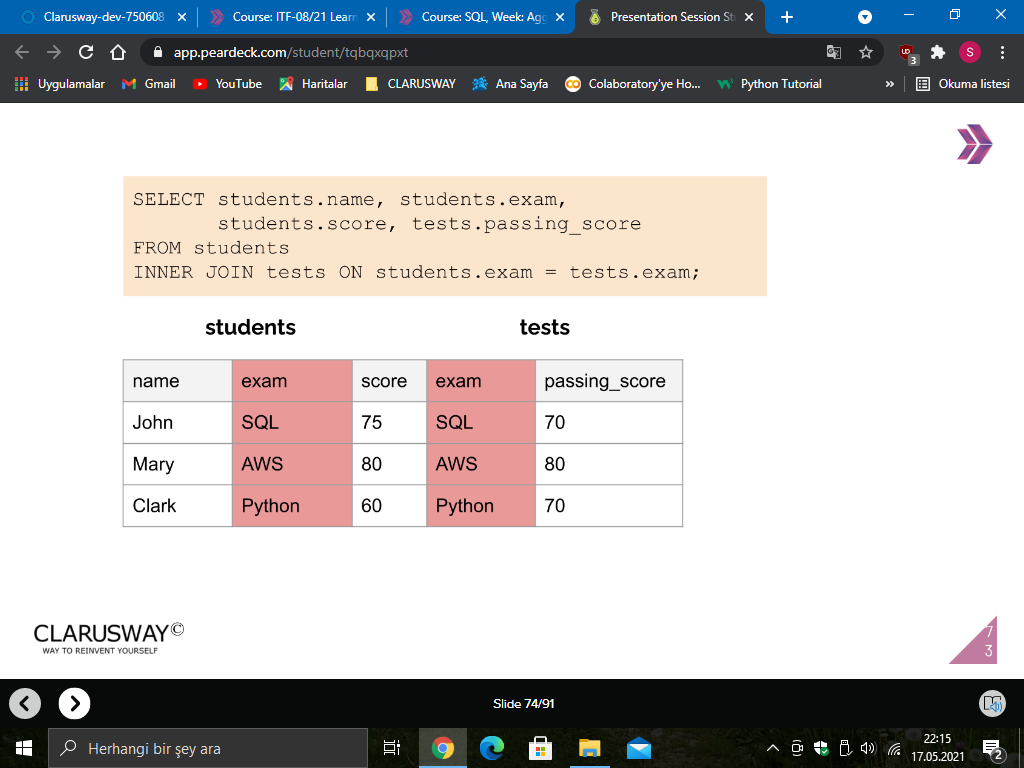 Clarusway-dev-750608
Course: ITF-08/21 Learn
Course: SQL, Week: Agg
Presentation Session St
app.peardeck.com/student/tqbqxqpxt
3
S
Uygulamalar
Gmail
YouTube
Haritalar
CLARUSWAY
Ana Sayfa
Colaboratory'ye Ho...
Python Tutorial
»
Okuma listesi
SELECT students.name, students.exam,
students.score, tests.passing_score
FROM students
INNER JOIN tests ON students.exam = tests.exam;
students tests
name exam score exam passing_score
John SQL 75 SQL 70
Mary AWS 80 AWS 80
Clark Python 60 Python 70
CLARUSWAY©
WAY TO REINVENT YOURSELF
7
3
Slide 74/91
Herhangi bir şey ara
22:15
17.05.2021
2